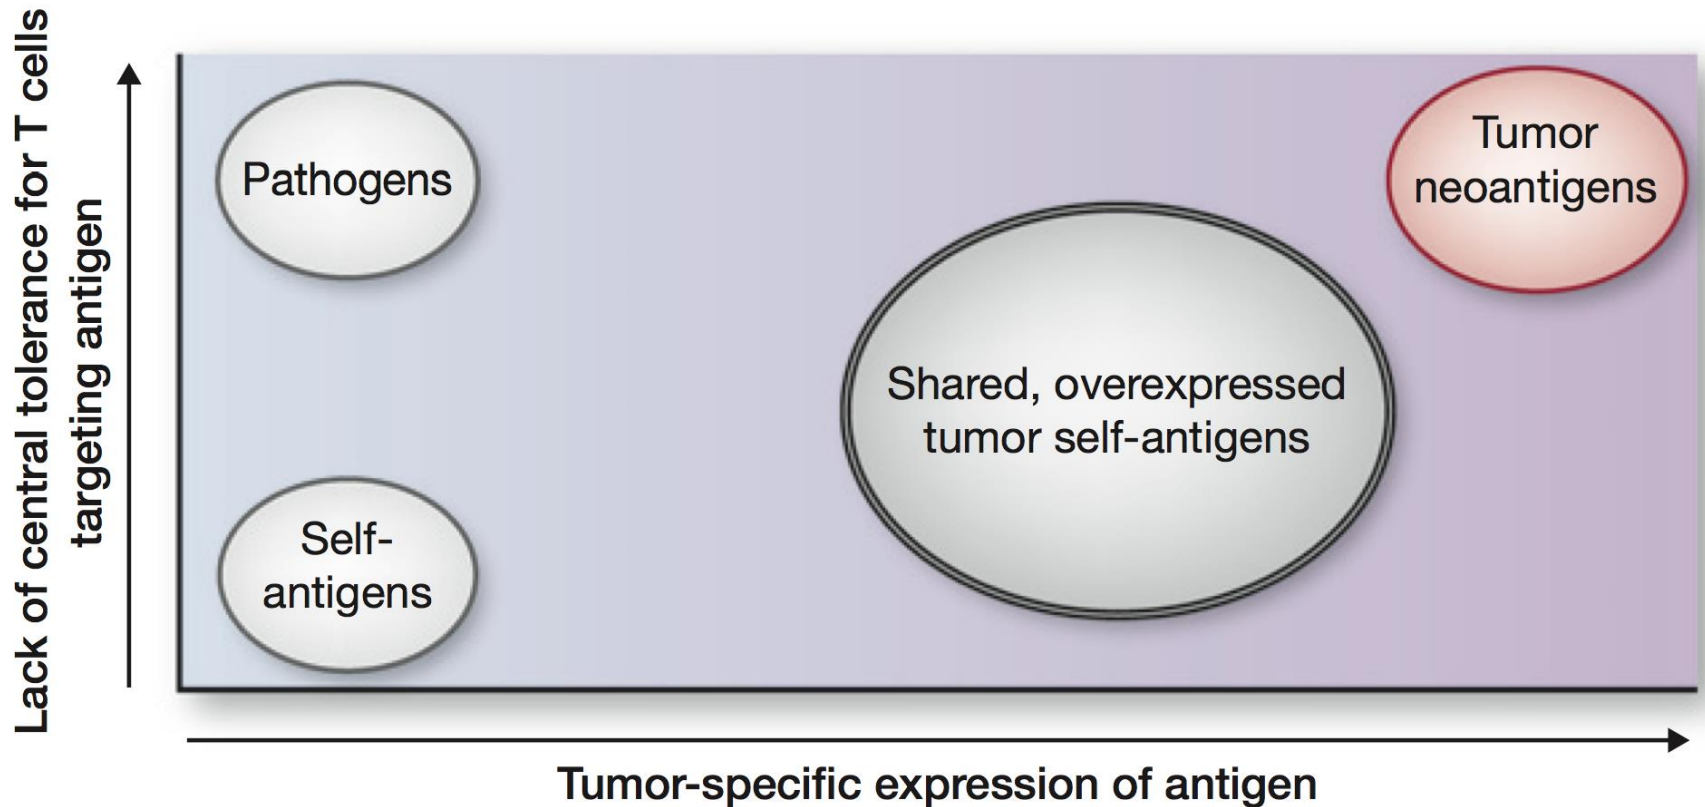 Lack of central tolerance for T cells
targeting antigen
Pathogens
Tumor
neoantigens
Shared, overexpressed
tumor self-antigens
Self-
antigens
Tumor-specific expression of antigen